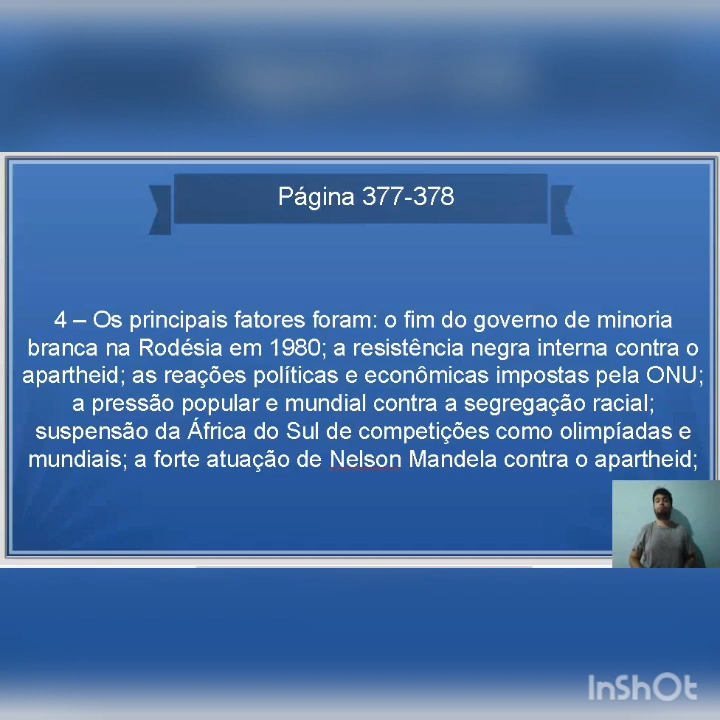 Página 377-378
4 – Os principais fatores foram: o fim do governo de minoria
branca na Rodésia em 1980; a resistência negra interna contra o
apartheid; as reações políticas e econômicas impostas pela ONU;
a pressão popular e mundial contra a segregação racial;
suspensão da África do Sul de competições como olimpíadas e
mundiais; a forte atuação de Nelson Mandela contra o apartheid;
InShOt